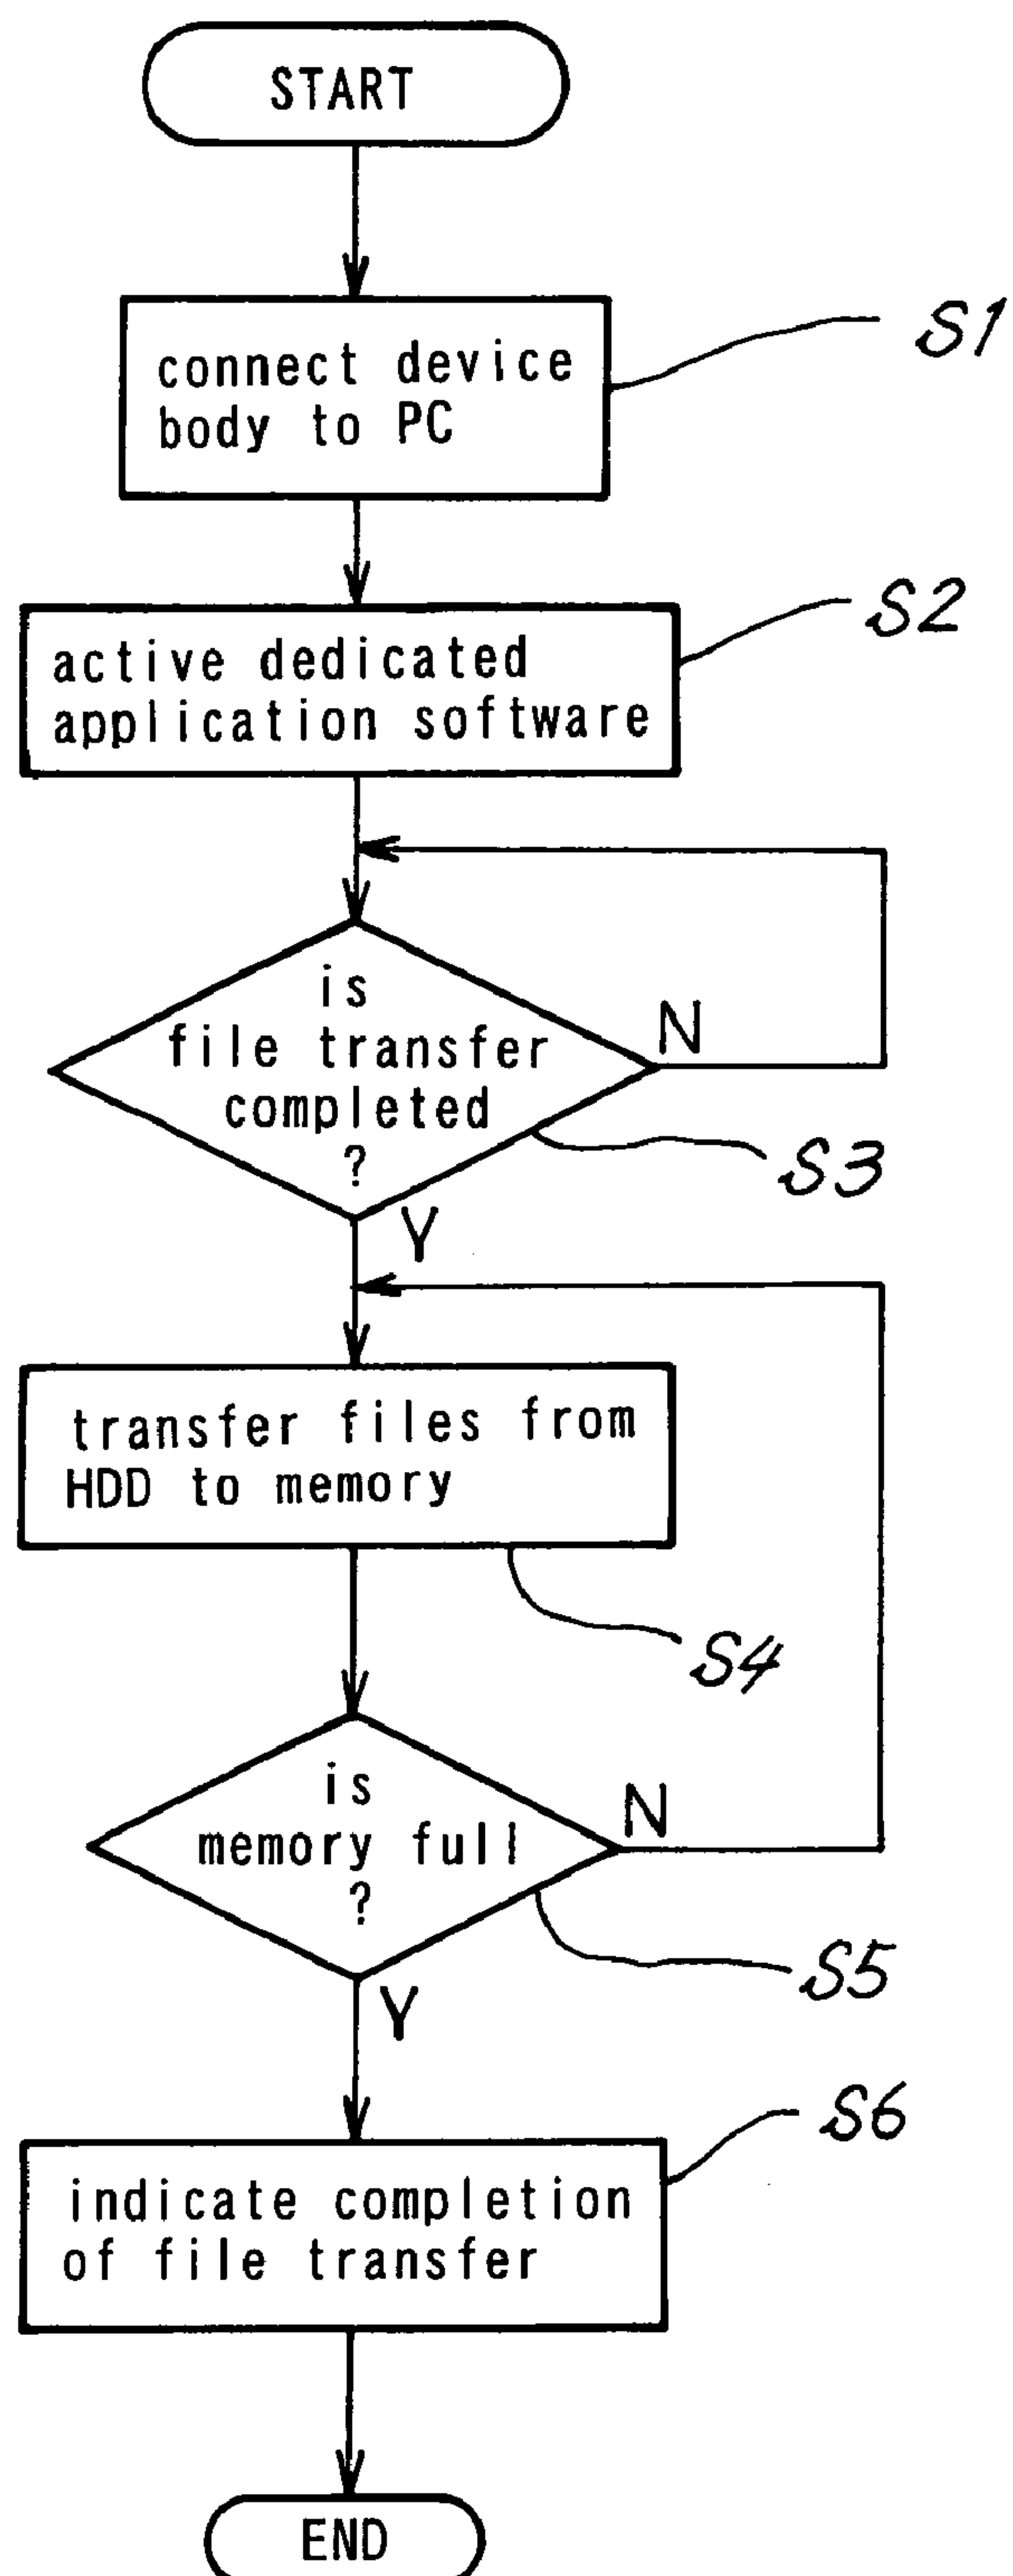 START
connect device
body to PC
S1
active dedicated
application software
S2
is
file transfer
completed
?
N
S3
Y
transfer files from
HDD to memory
S4
is
memory full
?
N
S5
Y
S6
indicate completion
of file transfer
END